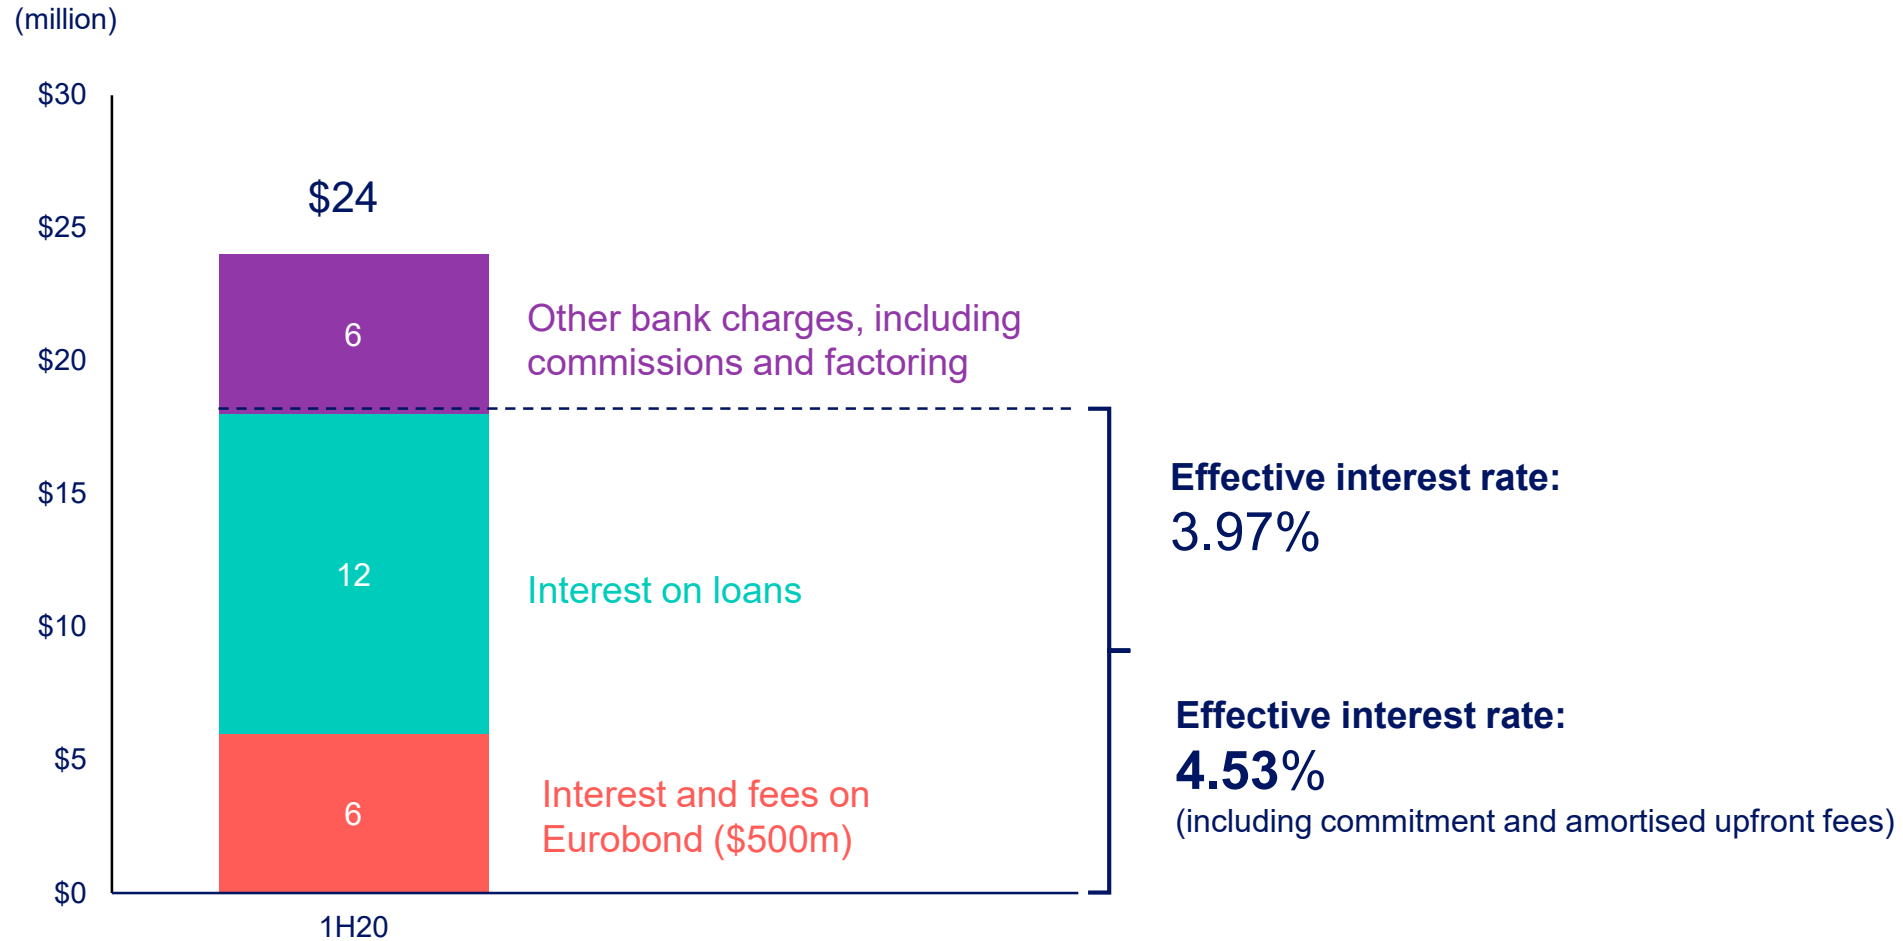 (million)
$30
$25
$20
$15
$10
$5
$0
$24
6
12
6
1H20
Other bank charges, including
commissions and factoring
Interest on loans
Interest and fees on
Eurobond ($500m)
Effective interest rate:
3.97%
Effective interest rate:
4.53%
(including commitment and amortised upfront fees)